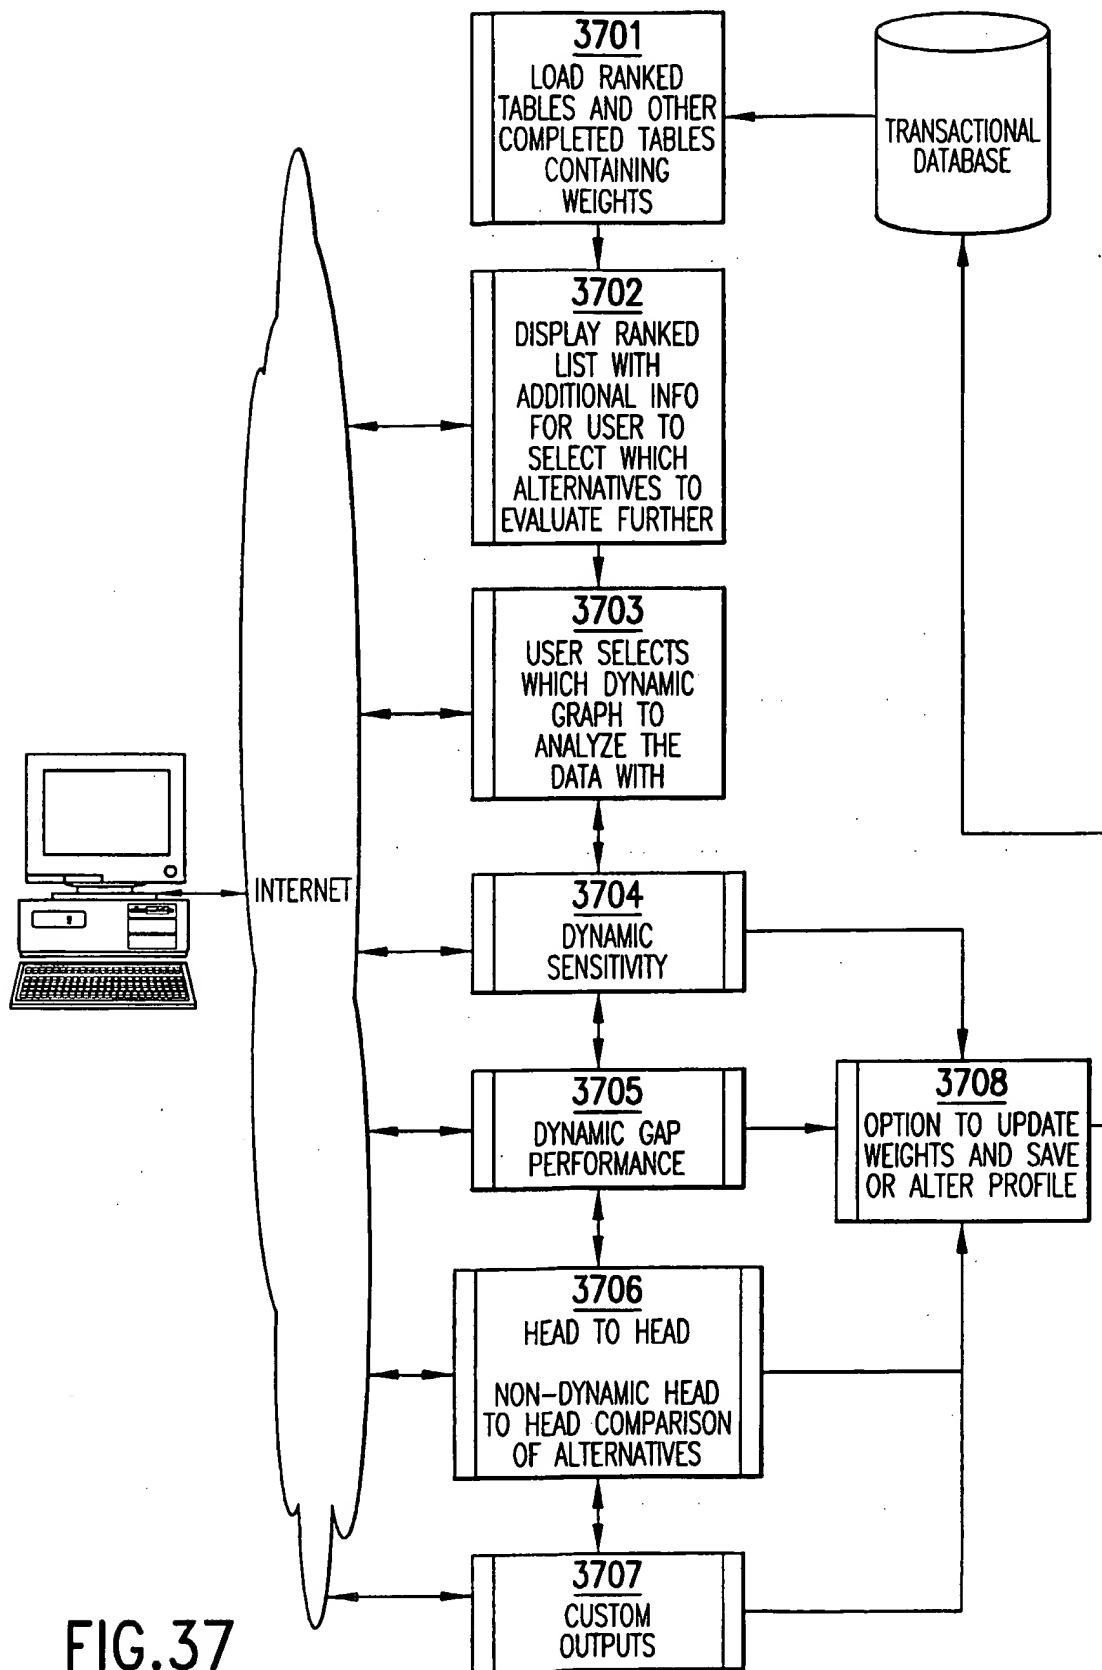 3701
LOAD RANKED
TABLES AND OTHER
COMPLETED TABLES
CONTAINING
WEIGHTS
TRANSACTIONAL
DATABASE
3702
DISPLAY RANKED
LIST WITH
ADDITIONAL INFO
FOR USER TO
SELECT WHICH
ALTERNATIVES TO
EVALUATE FURTHER
3703
USER SELECTS
WHICH DYNAMIC
GRAPH TO
ANALYZE THE
DATA WITH
INTERNET
3704
DYNAMIC
SENSITIVITY
3705
DYNAMIC GAP
PERFORMANCE
3708
OPTION TO UPDATE
WEIGHTS AND SAVE
OR ALTER PROFILE
3706
HEAD TO HEAD
NON-DYNAMIC HEAD
TO HEAD COMPARISON
OF ALTERNATIVES
3707
CUSTOM
OUTPUTS
FIG.37